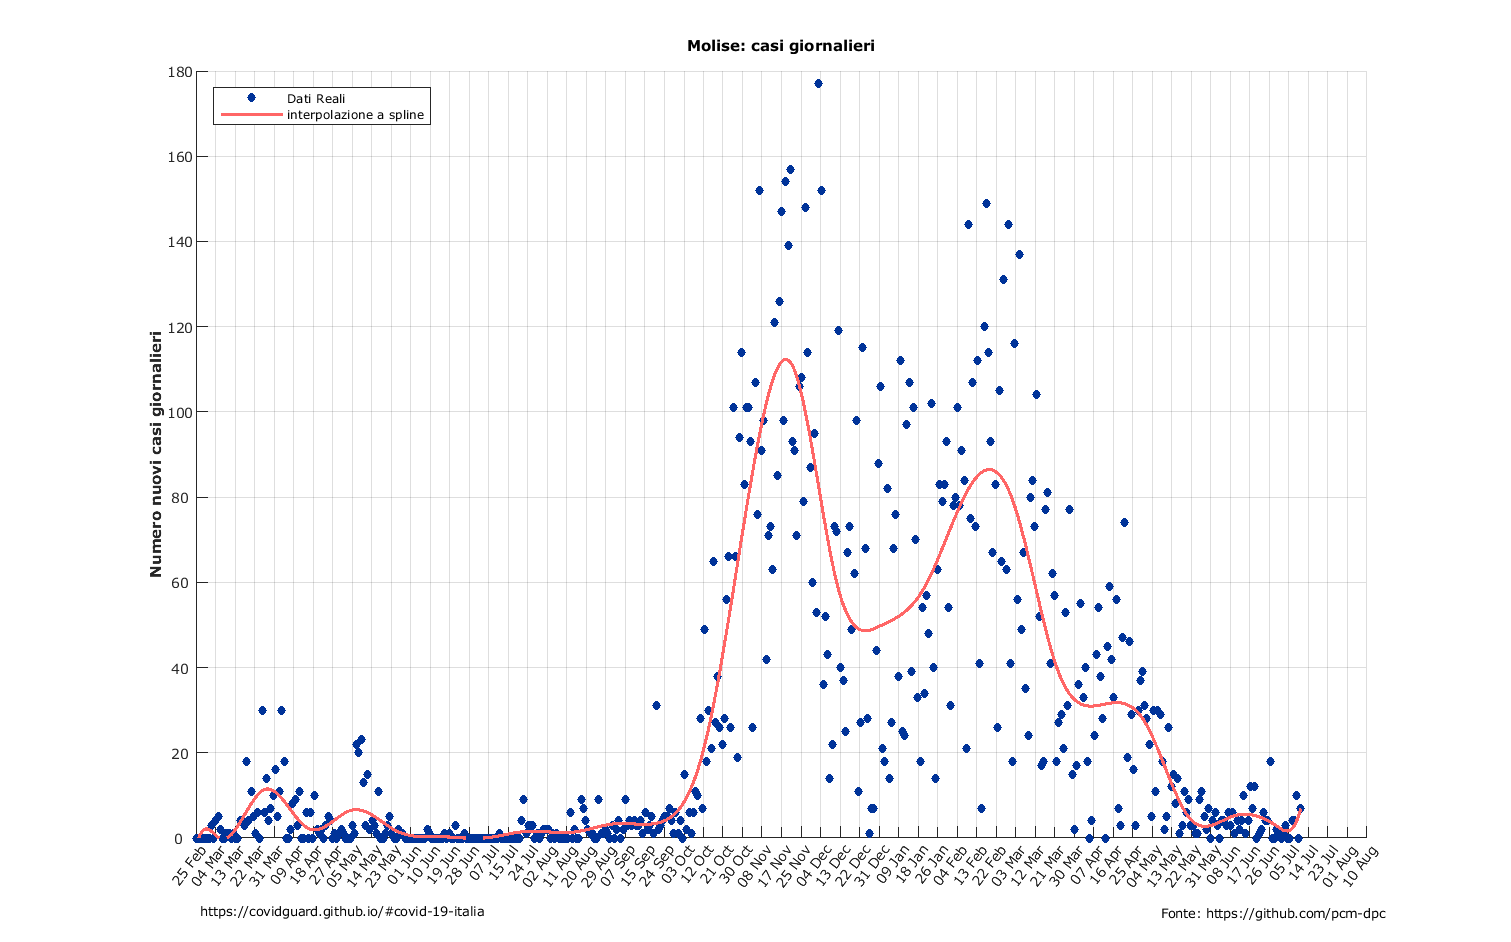 Molise: casi giornalieri
Dati Reali
interpolazione a spline
Numero nuovi casi giornalieri
180
160
140
120
100
80
60
40
20
0
25 Feb
04 Mar
13 Mar
22 Mar
31 Mar
09 Apr
18 Apr
27 Apr
05 May
14 May
23 May
01 Jun
10 Jun
19 Jun
28 Jun
07 Jul
15 Jul
24 Jul
02 Aug
11 Aug
20 Aug
29 Aug
07 Sep
15 Sep
24 Sep
03 Oct
12 Oct
21 Oct
30 Oct
08 Nov
17 Nov
25 Nov
04 Dec
13 Dec
22 Dec
31 Dec
09 Jan
18 Jan
26 Jan
04 Feb
13 Feb
22 Feb
03 Mar
12 Mar
21 Mar
30 Mar
07 Apr
16 Apr
25 Apr
04 May
13 May
22 May
31 May
08 Jun
17 Jun
26 Jun
05 Jul
14 Jul
23 Jul
01 Aug
10 Aug
https://covidguard.github.io/#covid-19-italia
Fonte: https://github.com/pcm-dpc